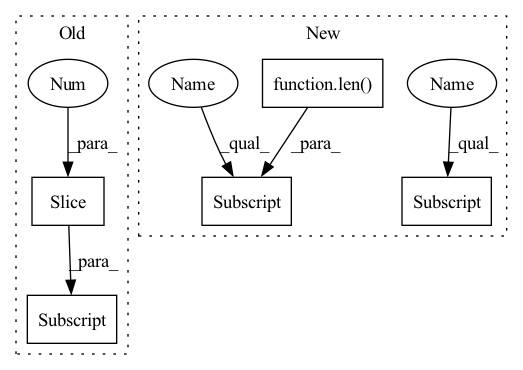 Old
New
Num
Name
function.len()
Name
_para_
_qual_
_para_
_qual_
Slice
Subscript
Subscript
_para_
Subscript